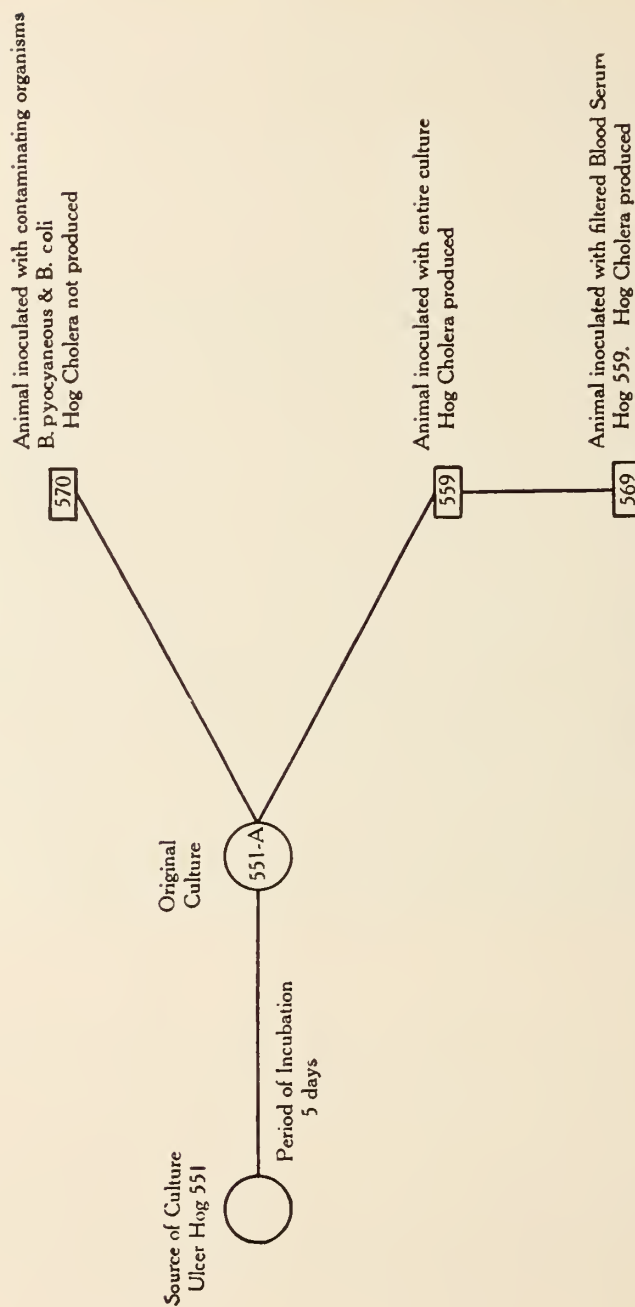 Source of Culture
Ulcer Hog 551
Period of Incubation
5 days
Original
Culture
551-A
570
Animal inoculated with contaminating organisms
B. pyocyaneous & B. coli
Hog Cholera not produced
559
Animal inoculated with entire culture
Hog Cholera produced
569
Animal inoculated with filtered Blood Serum
Hog 559. Hog Cholera produced